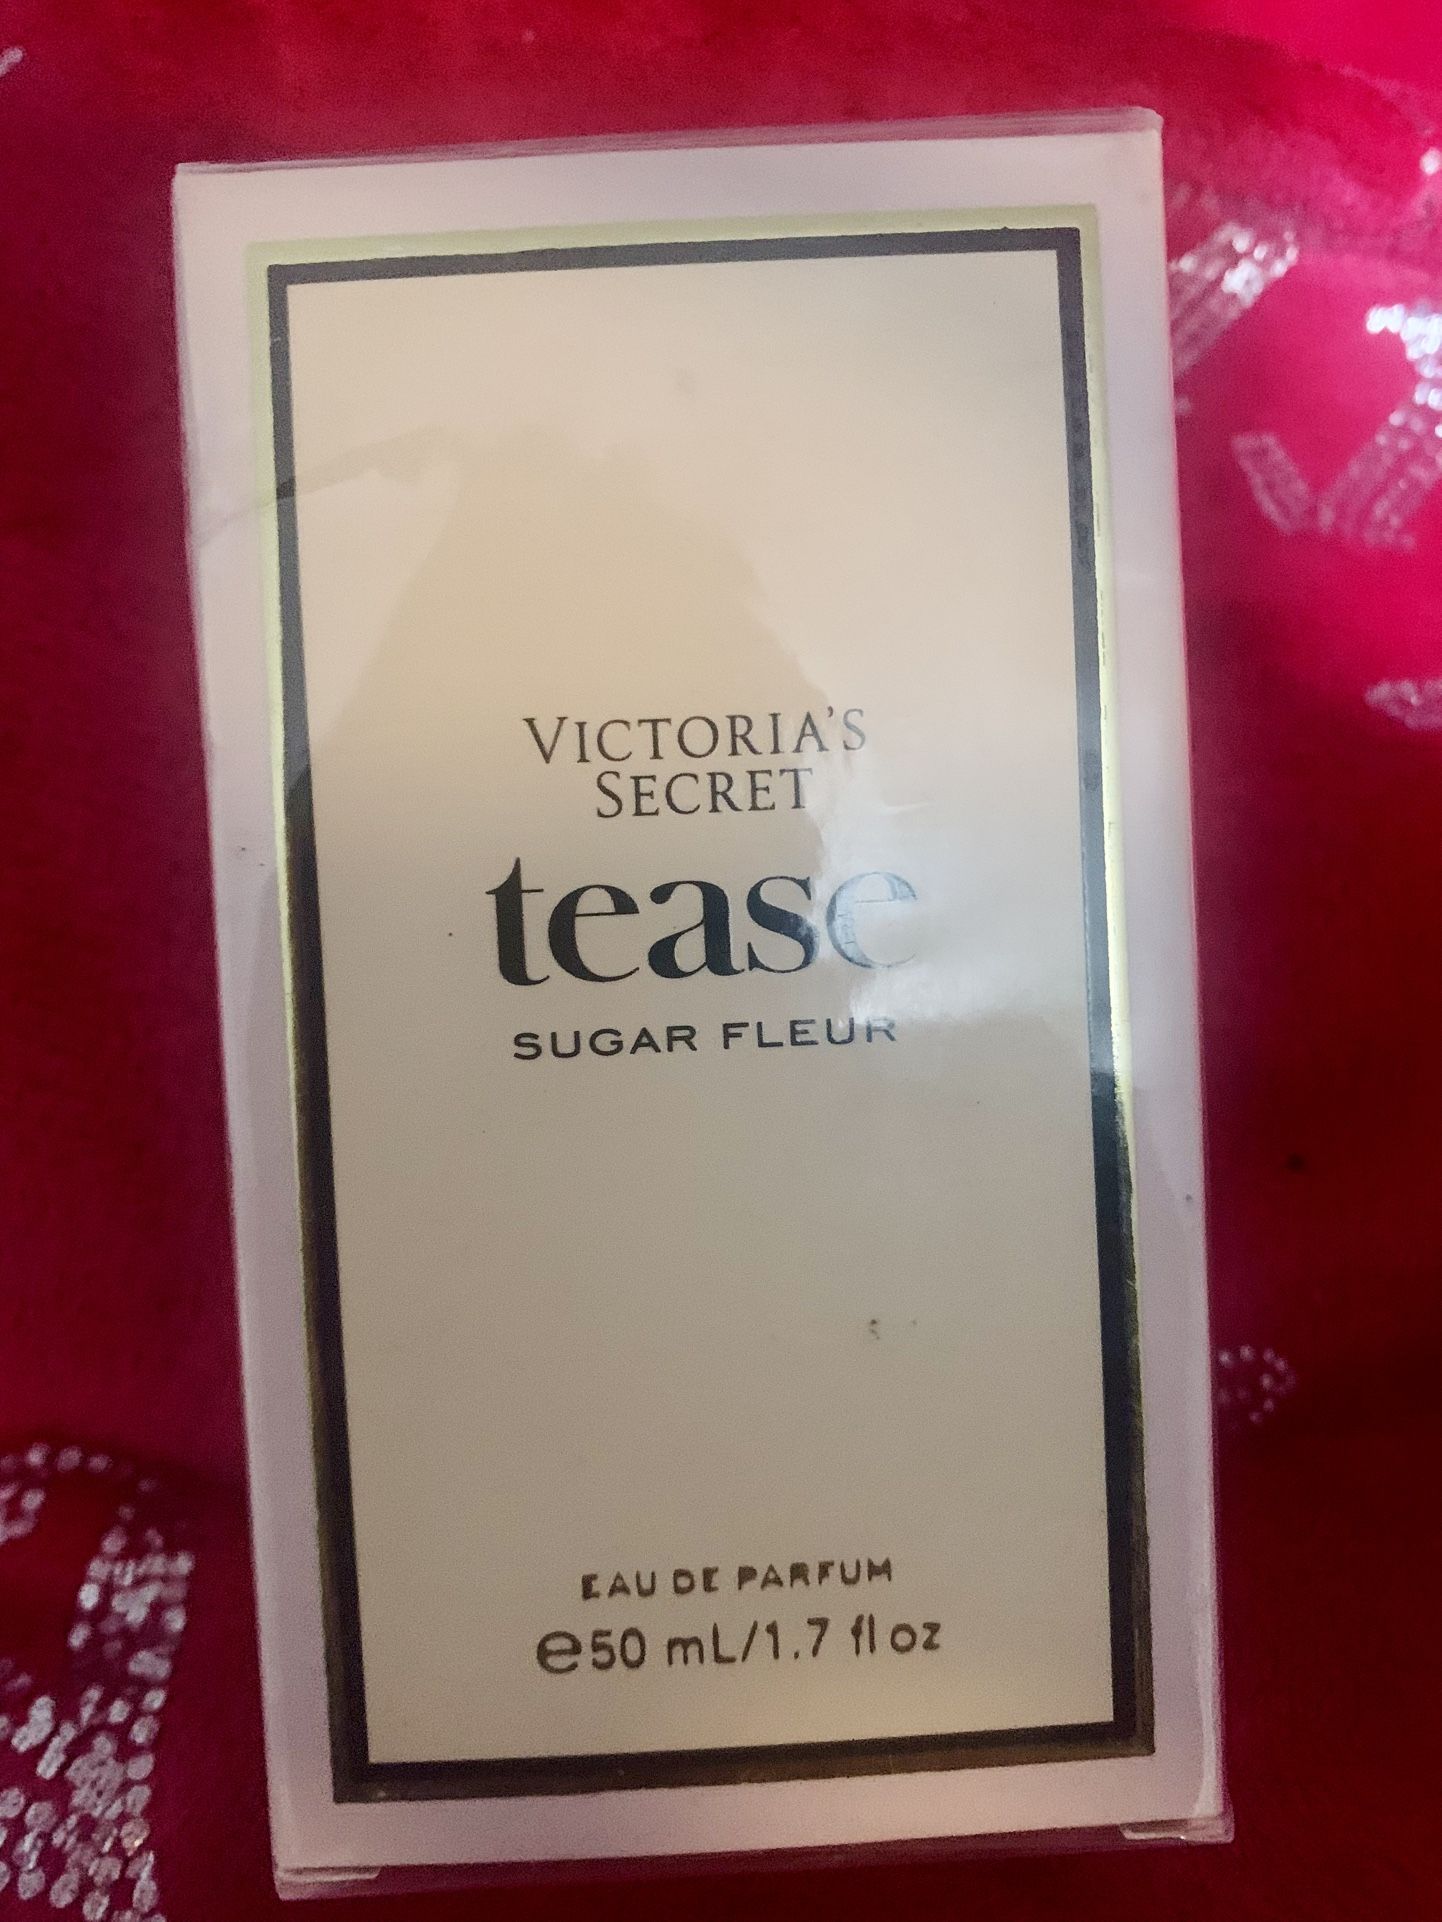 VICTORIA'S
SECRET
tease
SUGAR FLEUR
EAU DE PARFUM
℮50 mL/1.7 fl oz